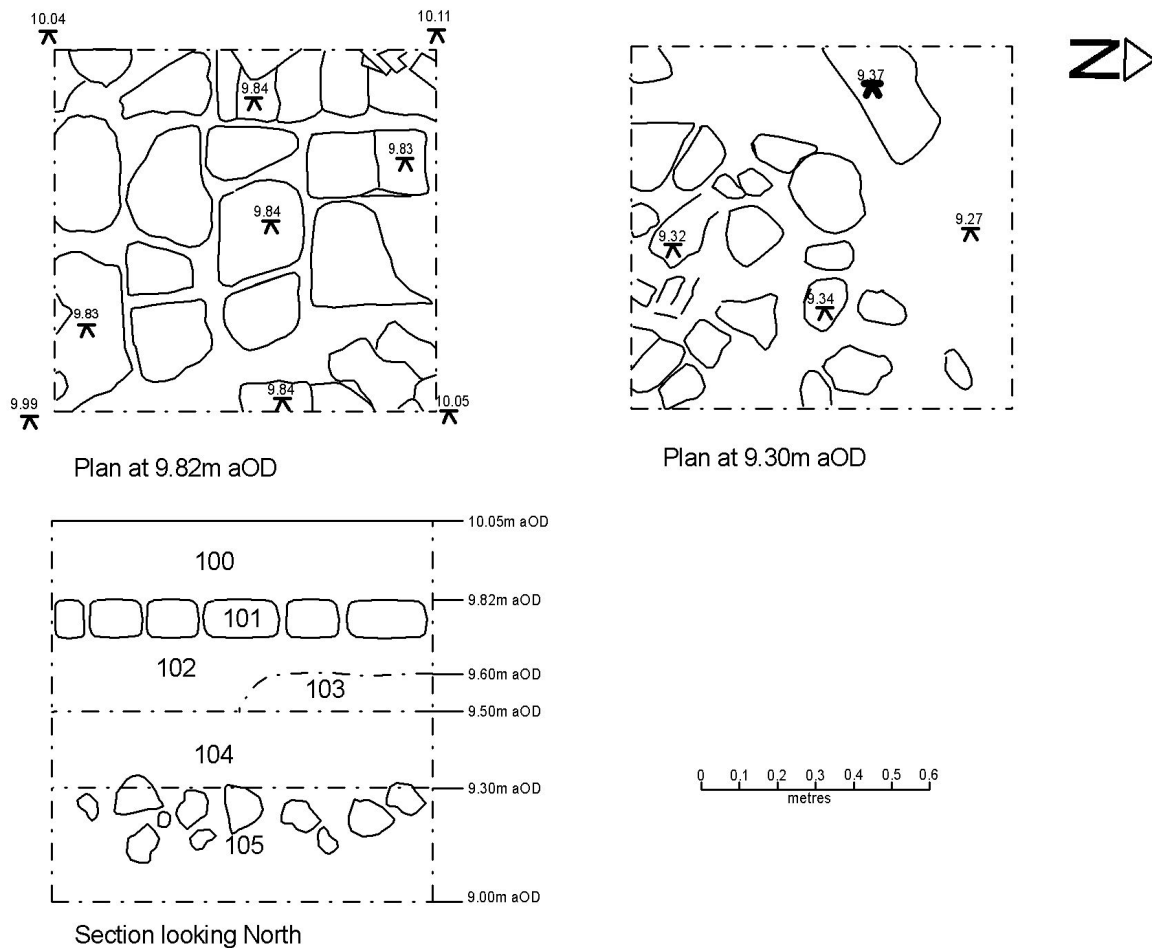 10.04
10.11
9.84
9.83
9.84
9.83
9.84
9.99
10.05
Plan at 9.82m aOD
9.37
9.27
9.32
9.34
Plan at 9.30m aOD
N
10.05m aOD
100
9.82m aOD
101
102
9.60m aOD
103
9.50m aOD
104
9.30m aOD
105
9.00m aOD
Section looking North
0 0.1 0.2 0.3 0.4 0.5 0.6
metres